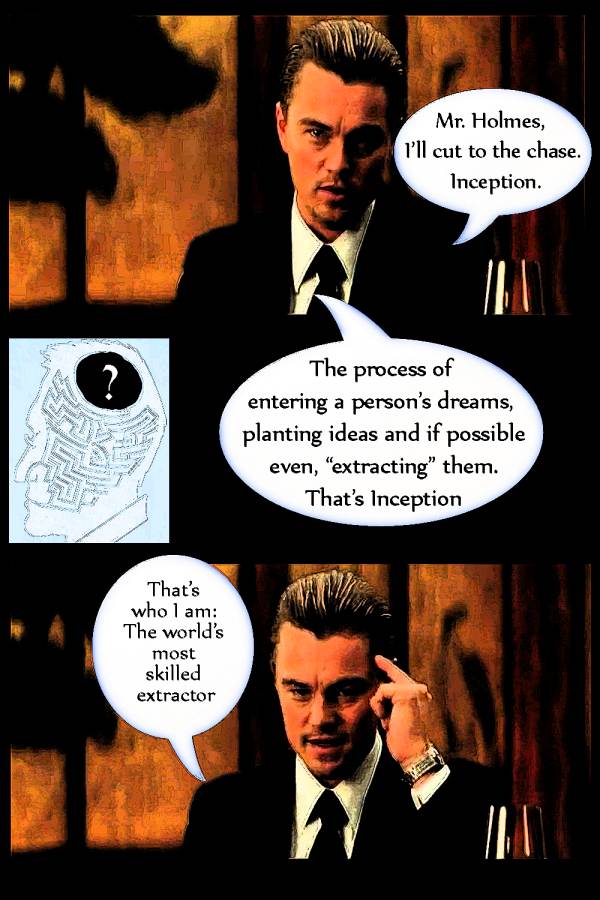 Mr. Holmes,
I'll cut to the chase.
Inception.
?
The process of
entering a person's dreams,
planting ideas and if possible
even, “extracting” them.
That's Inception
That's
who I am:
The world's
most
skilled
extractor